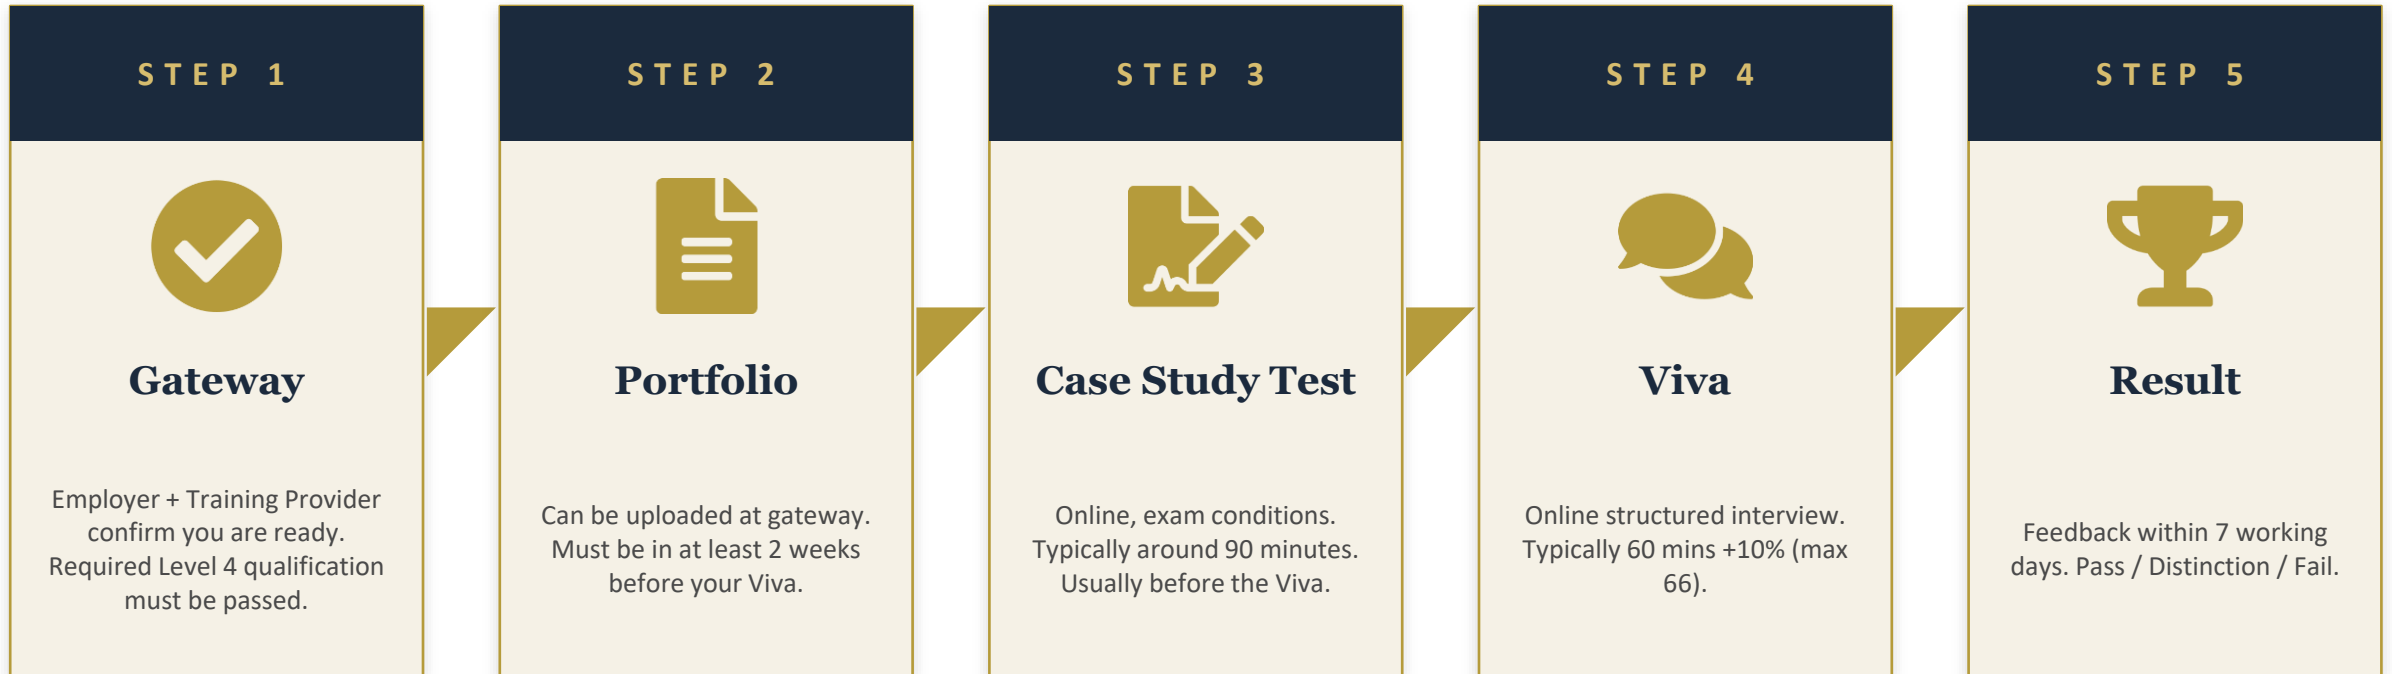 STEP 1
Gateway
Employer + Training Provider
confirm you are ready.
Required Level 4 qualification
must be passed.
STEP 2
Portfolio
Can be uploaded at gateway.
Must be in at least 2 weeks
before your Viva.
STEP 3
Case Study Test
Online, exam conditions.
Typically around 90 minutes.
Usually before the Viva.
STEP 4
Viva
Online structured interview.
Typically 60 mins +10% (max
66).
STEP 5
Result
Feedback within 7 working
days. Pass / Distinction / Fail.